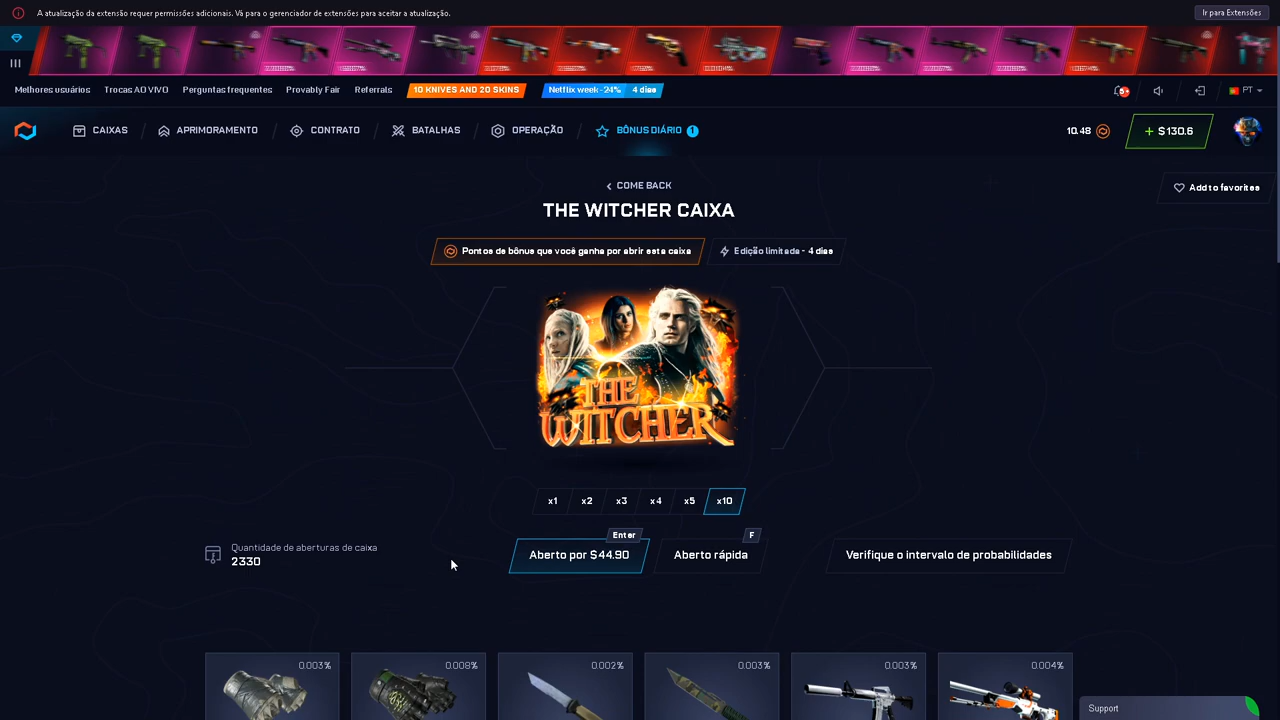 A atualização da extensão requer permissões adicionais. Vá para o gerenciador de extensões para aceitar a atualização.
Ir para Extensões
Melhores usuários
Trocas AO VIVO
Perguntas frequentes
Provably Fair
Referrals
10 KNIVES AND 20 SKINS
Netflix week - 24%
4 dias
5+
PT
CAIXAS
APRIMORAMENTO
CONTRATO
BATALHAS
OPERAÇÃO
BÔNUS DIÁRIO 1
10.48
+ $ 130.6
COME BACK
Add to favorites
THE WITCHER CAIXA
Pontos de bônus que você ganha por abrir esta caixa
Edição limitada - 4 dias
THE
WITCHER
x1
x2
x3
x4
x5
x10
Enter
F
Quantidade de aberturas de caixa
2330
Aberto por $44.90
Aberto rápida
Verifique o intervalo de probabilidades
0.003%
0.008%
0.002%
0.003%
0.003%
0.004%
Support